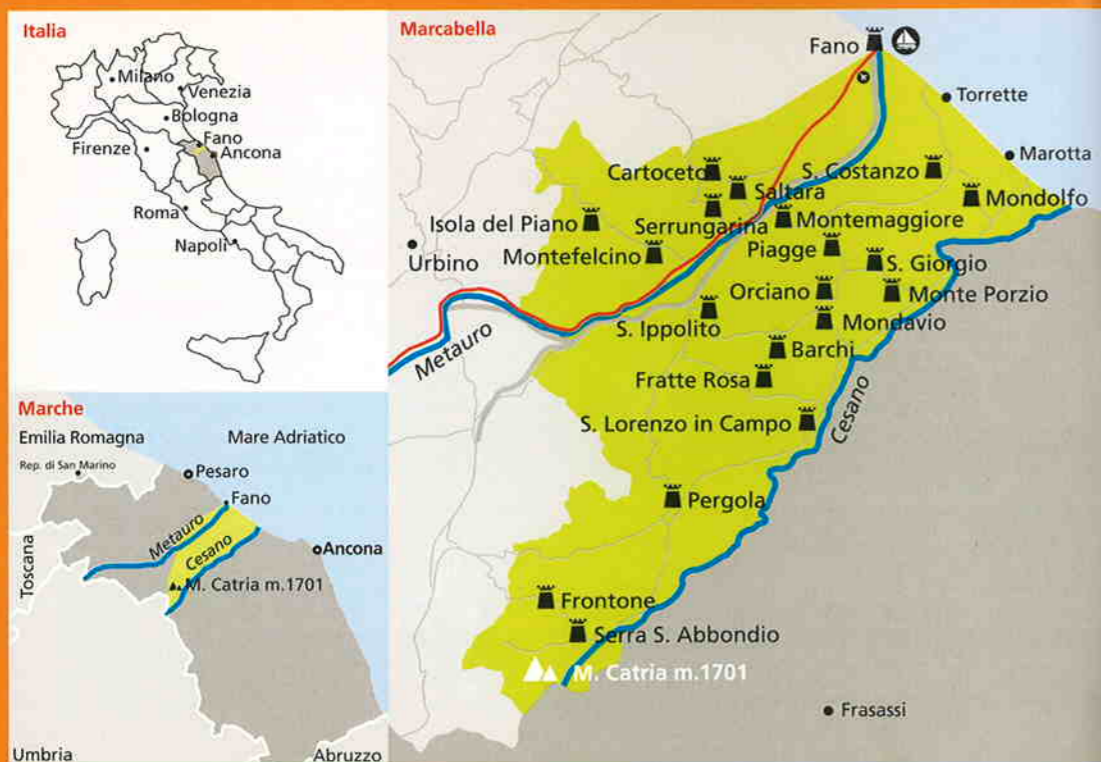 Italia
Milano
Venezia
Bologna
Fano
Firenze
Ancona
Roma
Napoli
Marche
Emilia Romagna
Mare Adriatico
Rep. di San Marino
Pesaro
Fano
Metauro
Toscana
Cesano
Ancona
M. Catria m.1701
Umbria
Abruzzo
Marcabella
Fano
Torrette
Marotta
Cartoceto
S. Costanzo
Saltara
Mondolfo
Isola del Piano
Serrungarina
Montemaggiore
Urbino
Montefelcino
Piagge
S. Giorgio
Orciano
Monte Porzio
S. Ippolito
Mondavio
Metauro
Barchi
Fratte Rosa
Cesano
S. Lorenzo in Campo
Pergola
Frontone
Serra S. Abbondio
M. Catria m.1701
Frasassi